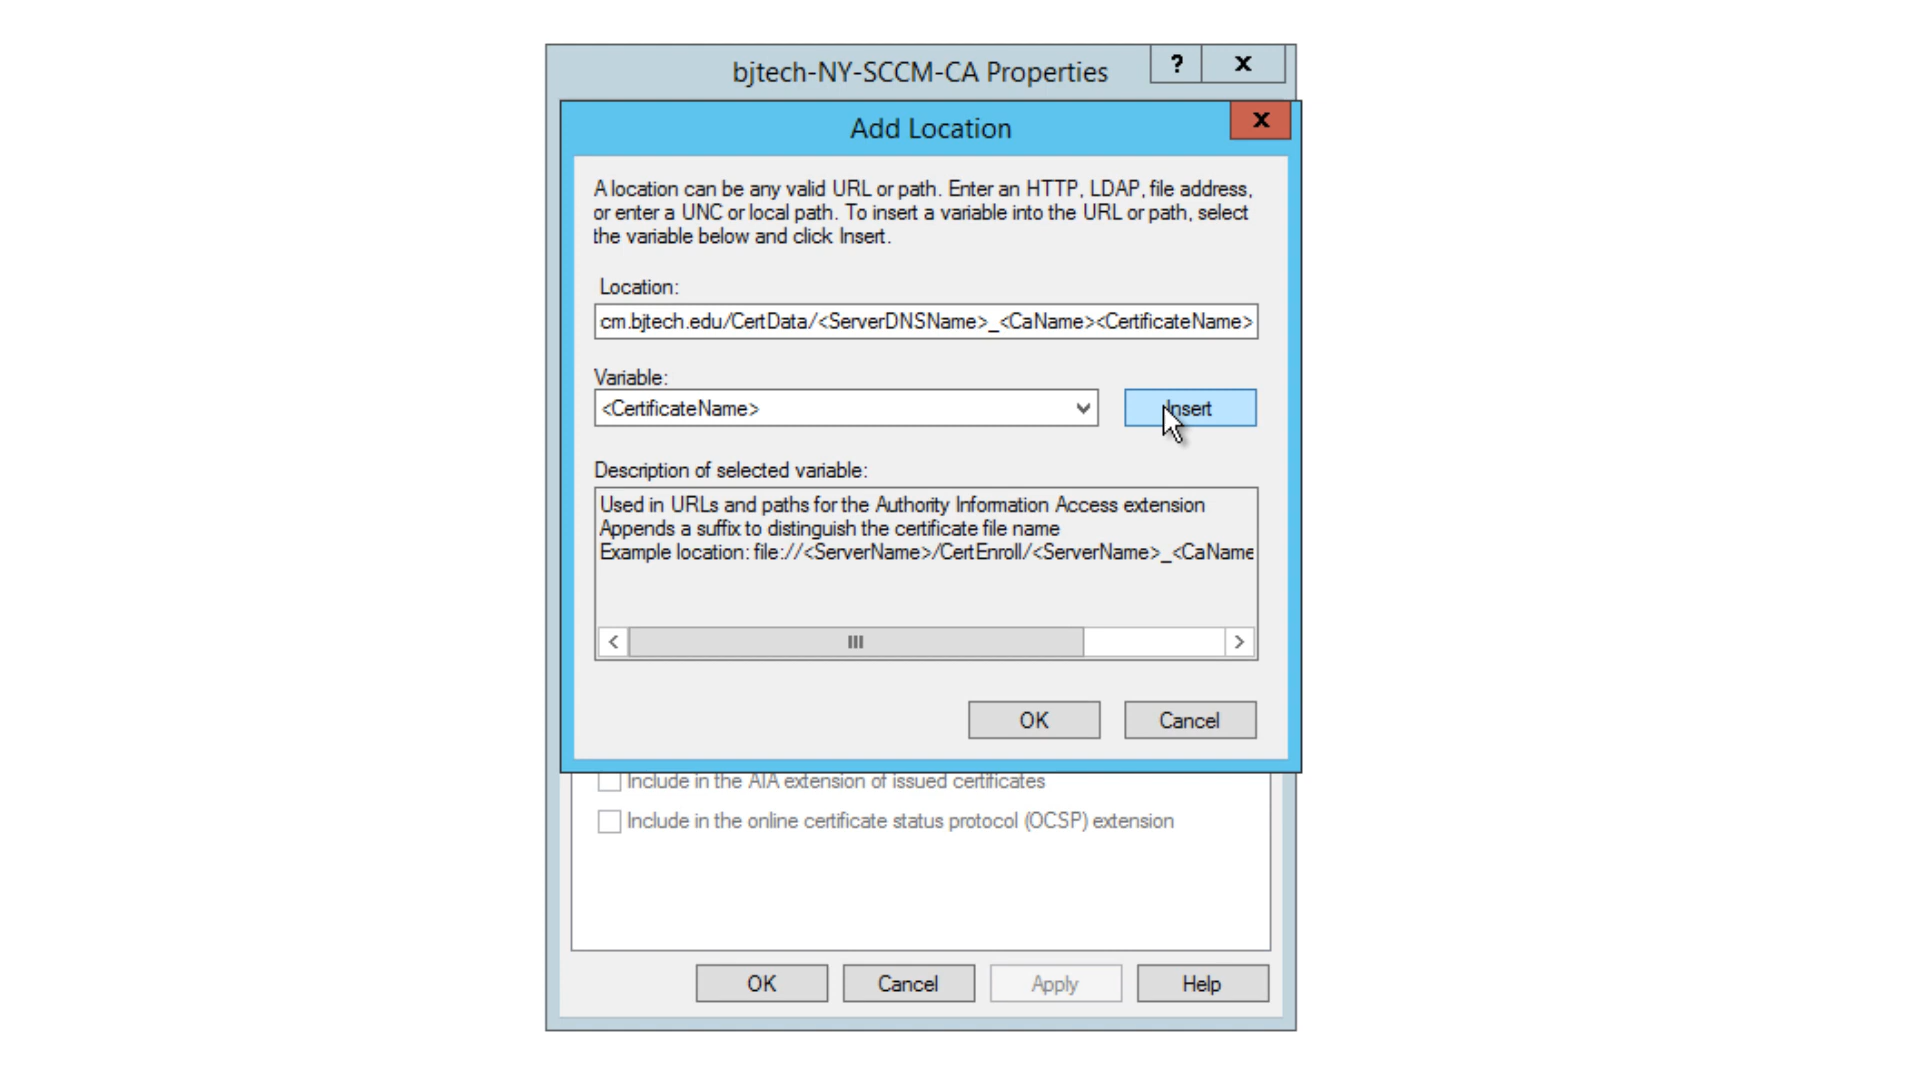 bjtech-NY-SCCM-CA Properties
?
X
Add Location
X
A location can be any valid URL or path. Enter an HTTP, LDAP, file address,
or enter a UNC or local path. To insert a variable into the URL or path, select
the variable below and click Insert.
Location:
cm.bjtech.edu/CertData/<ServerDNSName>_<CaName><CertificateName>
Variable:
<CertificateName>
Insert
Description of selected variable:
Used in URLs and paths for the Authority Information Access extension
Appends a suffix to distinguish the certificate file name
Example location: file://<ServerName>/CertEnroll/<ServerName>_<CaName
OK
Cancel
Include in the AIA extension of issued certificates
Include in the online certificate status protocol (OCSP) extension
OK
Cancel
Apply
Help